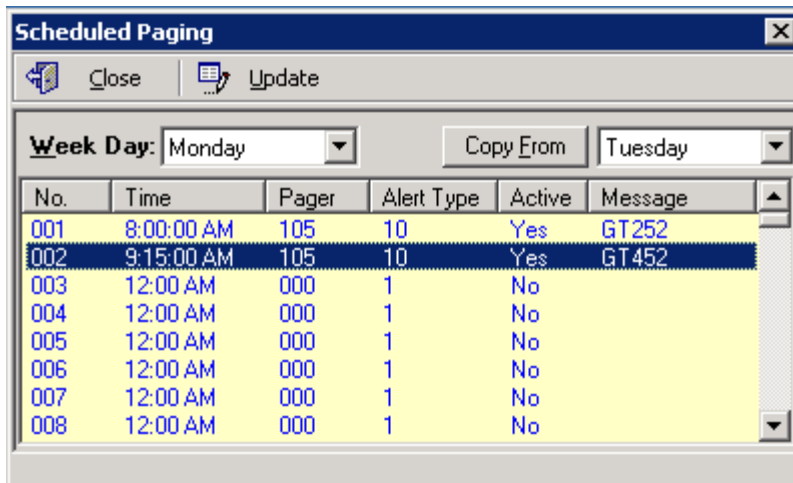 Scheduled Paging
Close Update
Week Day: Monday Copy From Tuesday
No. Time Pager Alert Type Active Message
001 8:00:00 AM 105 10 Yes GT252
002 9:15:00 AM 105 10 Yes GT452
003 12:00 AM 000 1 No
004 12:00 AM 000 1 No
005 12:00 AM 000 1 No
006 12:00 AM 000 1 No
007 12:00 AM 000 1 No
008 12:00 AM 000 1 No